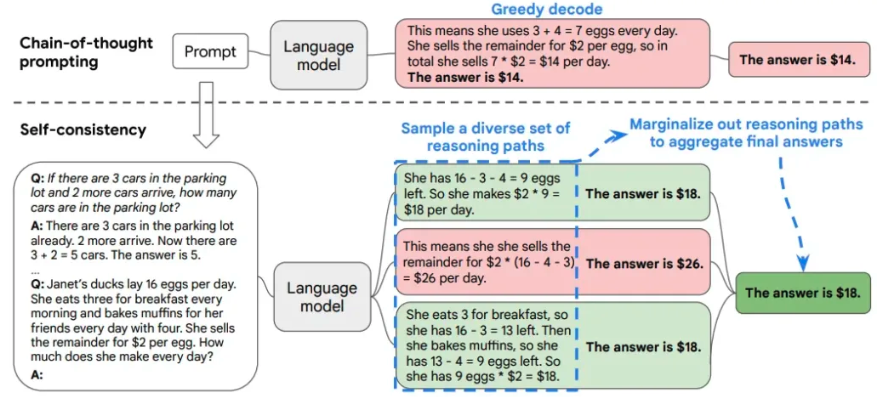 Greedy decode
Chain-of-thought
prompting
Prompt
Language
model
This means she uses 3 + 4 = 7 eggs every day.
She sells the remainder for $2 per egg, so in
total she sells 7 * $2 = $14 per day.
The answer is $14.
The answer is $14.
Self-consistency
Sample a diverse set of
reasoning paths
Marginalize out reasoning paths
to aggregate final answers
Q: If there are 3 cars in the parking
lot and 2 more cars arrive, how many
cars are in the parking lot?
A: There are 3 cars in the parking lot
already. 2 more arrive. Now there are
3 + 2 = 5 cars. The answer is 5.
...
Q: Janet's ducks lay 16 eggs per day.
She eats three for breakfast every
morning and bakes muffins for her
friends every day with four. She sells
the remainder for $2 per egg. How
much does she make every day?
A:
Language
model
She has 16 - 3 - 4 = 9 eggs
left. So she makes $2 * 9 =
$18 per day.
The answer is $18.
This means she she sells the
remainder for $2 * (16 - 4 - 3)
= $26 per day.
The answer is $26.
She eats 3 for breakfast, so
she has 16 - 3 = 13 left. Then
she bakes muffins, so she
has 13 - 4 = 9 eggs left. So
she has 9 eggs * $2 = $18.
The answer is $18.
The answer is $18.